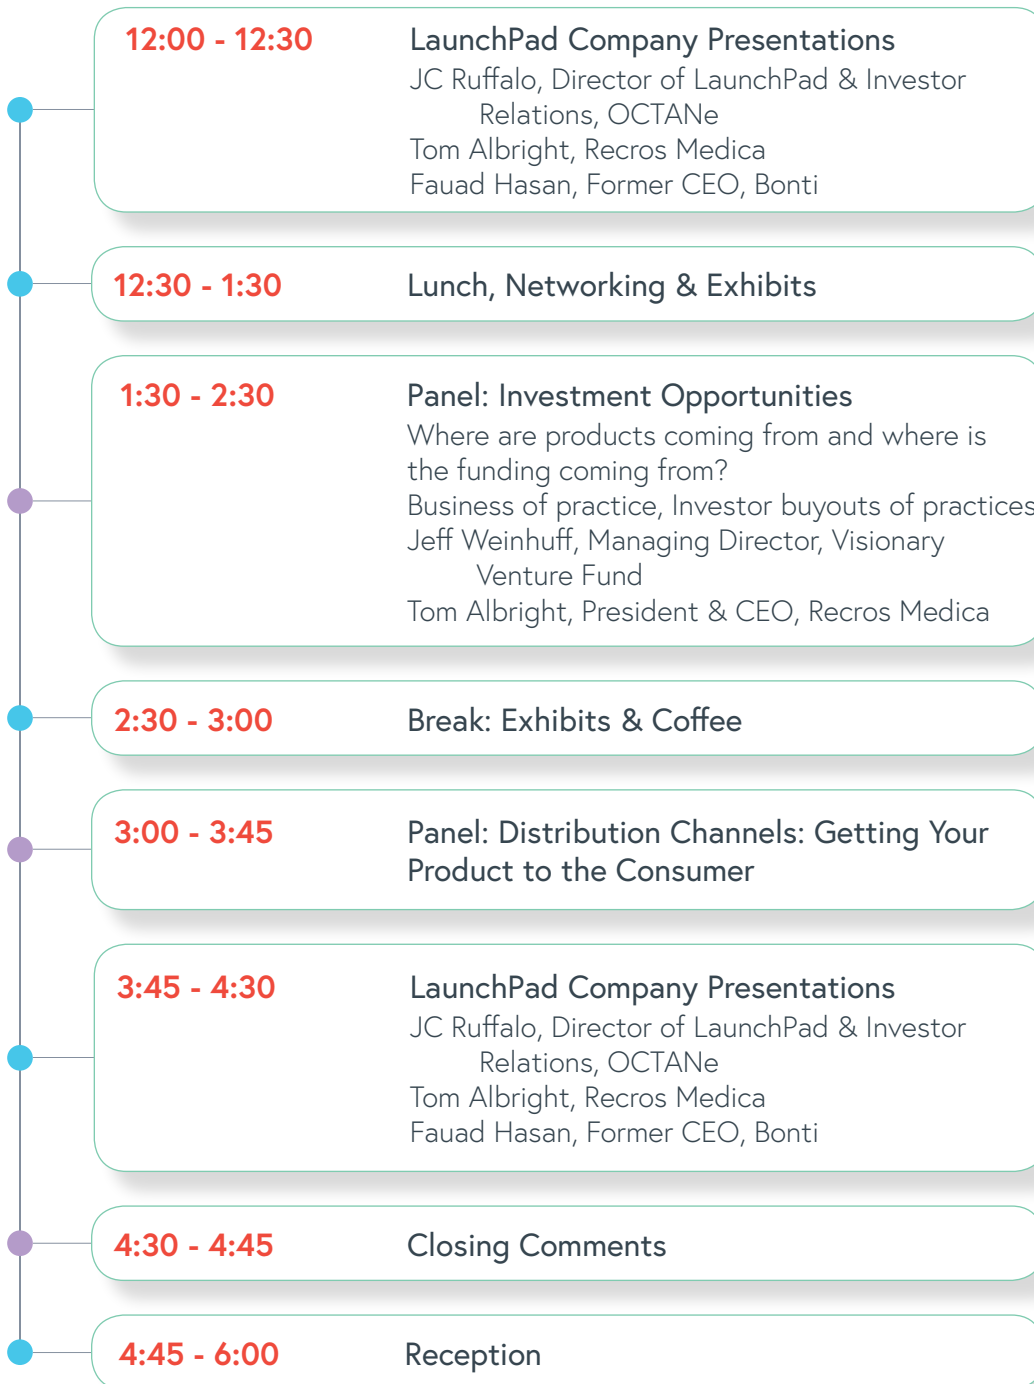 12:00 - 12:30 LaunchPad Company Presentations
JC Ruffalo, Director of LaunchPad & Investor
Relations, OCTANe
Tom Albright, Recros Medica
Fauad Hasan, Former CEO, Bonti
12:30 - 1:30 Lunch, Networking & Exhibits
1:30 - 2:30 Panel: Investment Opportunities
Where are products coming from and where is
the funding coming from?
Business of practice, Investor buyouts of practices
Jeff Weinhuff, Managing Director, Visionary
Venture Fund
Tom Albright, President & CEO, Recros Medica
2:30 - 3:00 Break: Exhibits & Coffee
3:00 - 3:45 Panel: Distribution Channels: Getting Your
Product to the Consumer
3:45 - 4:30 LaunchPad Company Presentations
JC Ruffalo, Director of LaunchPad & Investor
Relations, OCTANe
Tom Albright, Recros Medica
Fauad Hasan, Former CEO, Bonti
4:30 - 4:45 Closing Comments
4:45 - 6:00 Reception